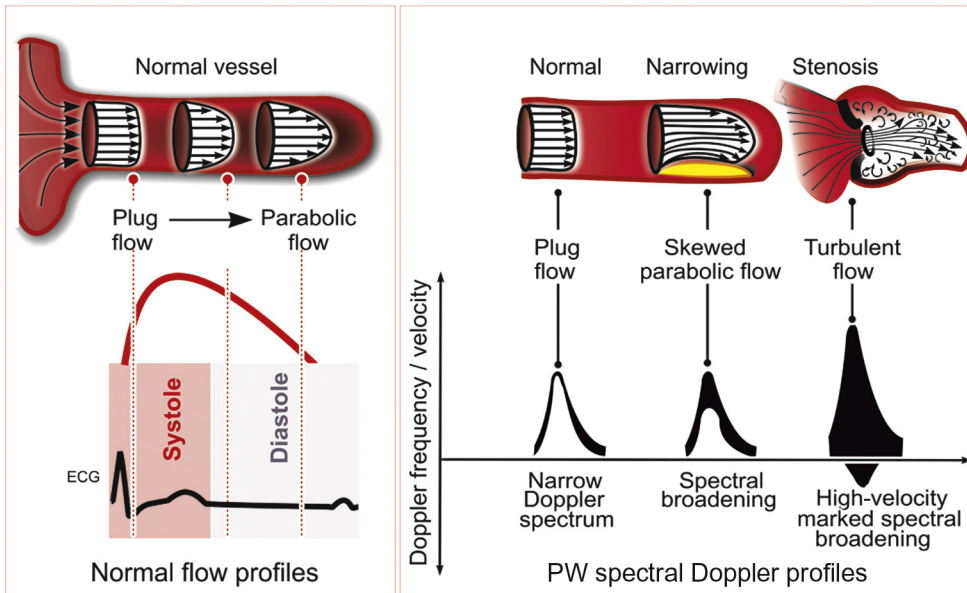 Normal vessel
Plug
flow
Parabolic
flow
Systole
Diastole
ECG
Normal flow profiles
Normal
Narrowing
Stenosis
Plug
flow
Skewed
parabolic flow
Turbulent
flow
Doppler frequency / velocity
Narrow
Doppler
spectrum
Spectral
broadening
High-velocity
marked spectral
broadening
PW spectral Doppler profiles